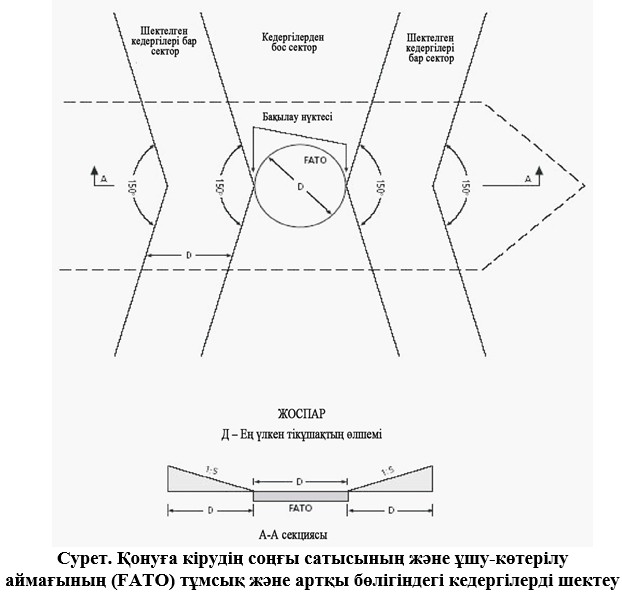 Шектелген
кедергілері бар
сектор
Кедергілерден
бос сектор
Шектелген
кедергілері
бар сектор
Бақылау нүктесі
FATO
D
A
150°
150°
150°
150°
A
D
ЖОСПАР
Д – Ең үлкен тікұшақтың өлшемі
1:5
D
1:5
FATO
D
D
А-А секциясы
Сурет. Қонуға кірудің соңғы сатысының және ұшу-көтерілу
аймағының (FATO) тұмсық және артқы бөлігіндегі кедергілерді шектеу